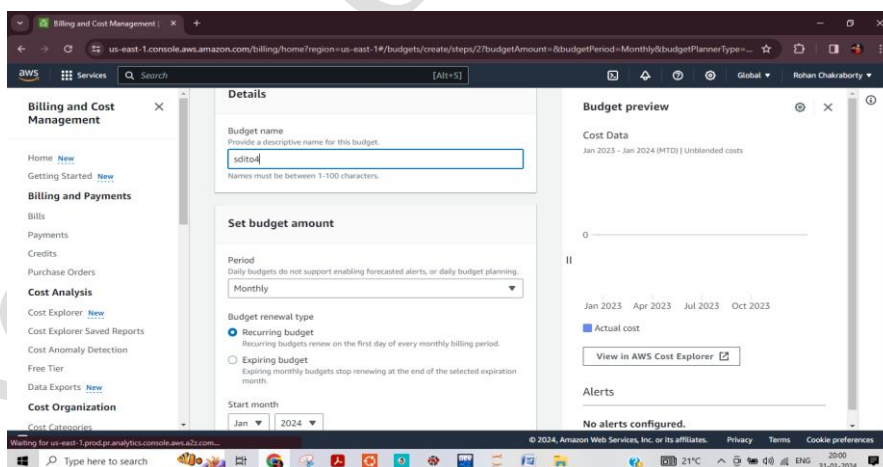 Billing and Cost Management |
us-east-1.console.aws.amazon.com/billing/home?region=us-east-1#/budgets/create/steps/2?budgetAmount=&budgetPeriod=Monthly&budgetPlannerType=...
aws Services Search [Alt+S] Global Rohan Chakraborty
Billing and Cost Management
Home New
Getting Started New
Billing and Payments
Bills
Payments
Credits
Purchase Orders
Cost Analysis
Cost Explorer New
Cost Explorer Saved Reports
Cost Anomaly Detection
Free Tier
Data Exports New
Cost Organization
Cost Categories
Details
Budget name
Provide a descriptive name for this budget.
sdito4
Names must be between 1-100 characters.
Set budget amount
Period
Daily budgets do not support enabling forecasted alerts, or daily budget planning.
Monthly
Budget renewal type
Recurring budget
Recurring budgets renew on the first day of every monthly billing period.
Expiring budget
Expiring monthly budgets stop renewing at the end of the selected expiration
month.
Start month
Jan 2024
Budget preview
Cost Data
Jan 2023 - Jan 2024 (MTD) | Unblended costs
0
Jan 2023 Apr 2023 Jul 2023 Oct 2023
Actual cost
View in AWS Cost Explorer
Alerts
No alerts configured.
Waiting for us-east-1.prod.pr.analytics.console.aws.a2z.com...
© 2024, Amazon Web Services, Inc. or its affiliates. Privacy Terms Cookie preferences
Type here to search 21°C ENG 20:00
31-01-2024